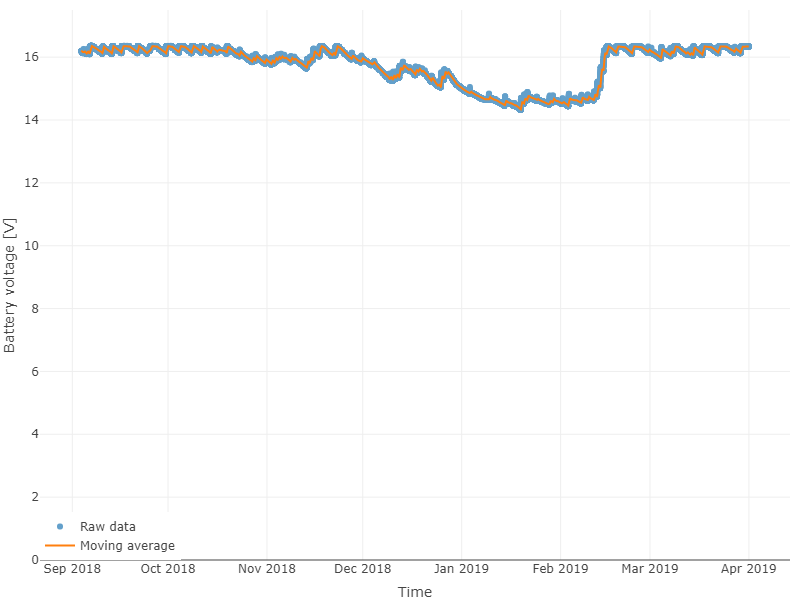 Battery voltage [V]
16
14
12
10
8
6
4
2
0
Raw data
Moving average
Sep 2018 Oct 2018 Nov 2018 Dec 2018 Jan 2019 Feb 2019 Mar 2019 Apr 2019
Time